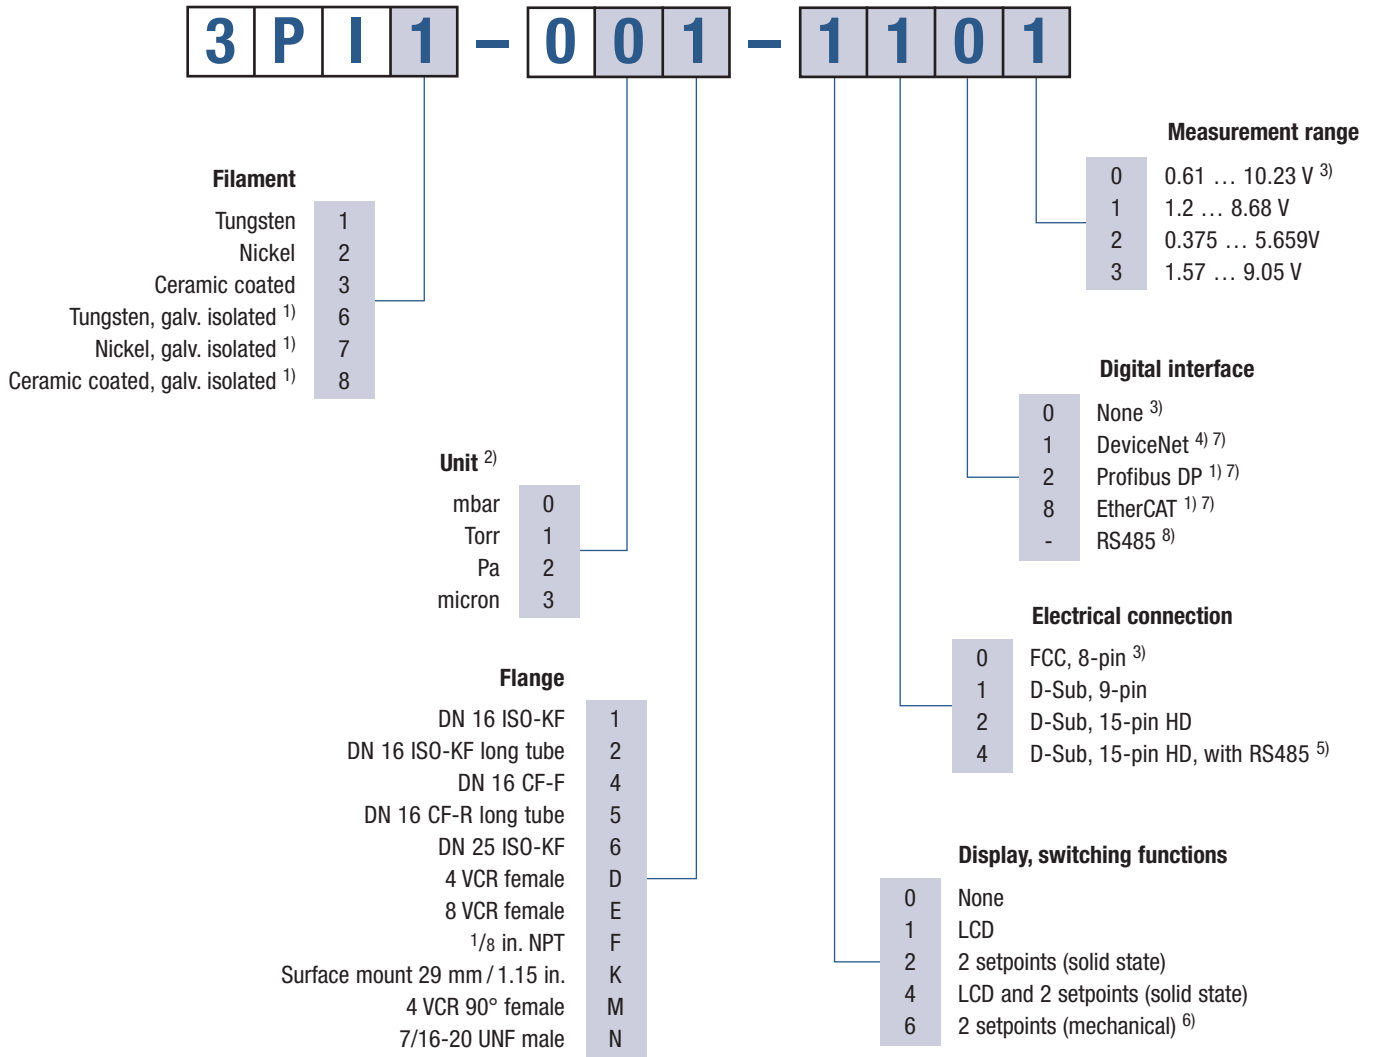 3PI1 – 001 – 1101
Measurement range
0 0.61 … 10.23 V 3)
1 1.2 … 8.68 V
2 0.375 … 5.659V
3 1.57 … 9.05 V
Filament
Tungsten 1
Nickel 2
Ceramic coated 3
Tungsten, galv. isolated 1) 6
Nickel, galv. isolated 1) 7
Ceramic coated, galv. isolated 1) 8
Digital interface
0 None 3)
1 DeviceNet 4) 7)
2 Profibus DP 1) 7)
8 EtherCAT 1) 7)
- RS485 8)
Unit 2)
mbar 0
Torr 1
Pa 2
micron 3
Electrical connection
0 FCC, 8-pin 3)
1 D-Sub, 9-pin
2 D-Sub, 15-pin HD
4 D-Sub, 15-pin HD, with RS485 5)
Flange
DN 16 ISO-KF 1
DN 16 ISO-KF long tube 2
DN 16 CF-F 4
DN 16 CF-R long tube 5
DN 25 ISO-KF 6
4 VCR female D
8 VCR female E
1/8 in. NPT F
Surface mount 29 mm / 1.15 in. K
4 VCR 90° female M
7/16-20 UNF male N
Display, switching functions
0 None
1 LCD
2 2 setpoints (solid state)
4 LCD and 2 setpoints (solid state)
6 2 setpoints (mechanical) 6)